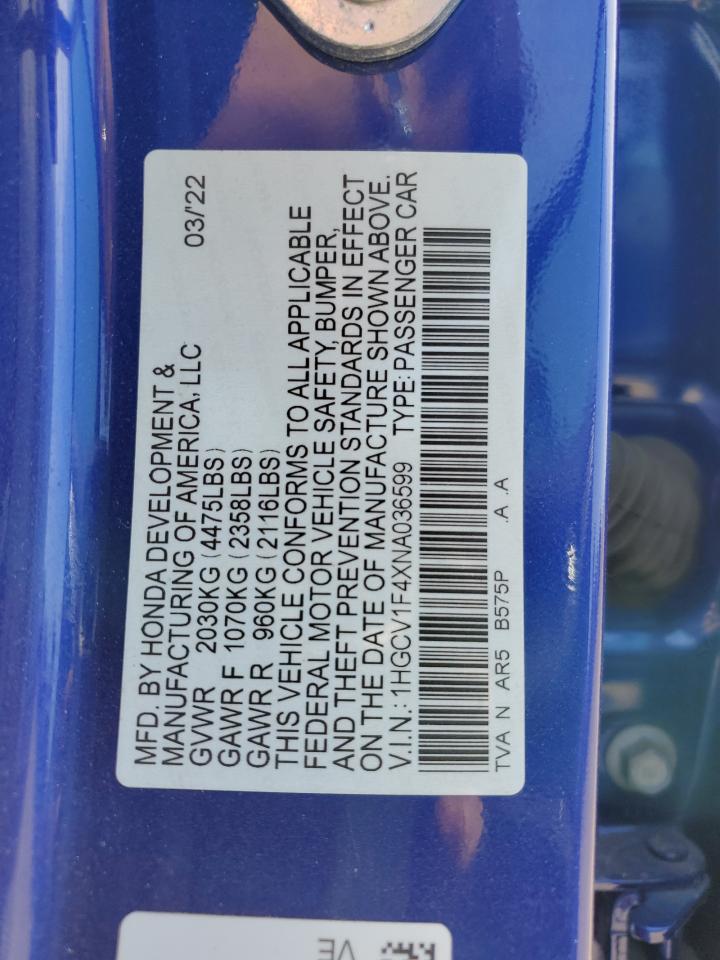 MFD. BY HONDA DEVELOPMENT &
MANUFACTURING OF AMERICA, LLC 03/'22
GVWR 2030KG (4475LBS)
GAWR F 1070KG (2358LBS)
GAWR R 960KG (2116LBS)
THIS VEHICLE CONFORMS TO ALL APPLICABLE
FEDERAL MOTOR VEHICLE SAFETY, BUMPER,
AND THEFT PREVENTION STANDARDS IN EFFECT
ON THE DATE OF MANUFACTURE SHOWN ABOVE.
V.I.N.: 1HGCV1F4XNA036599 TYPE: PASSENGER CAR
TVA N AR5 B575P .A .A
VE